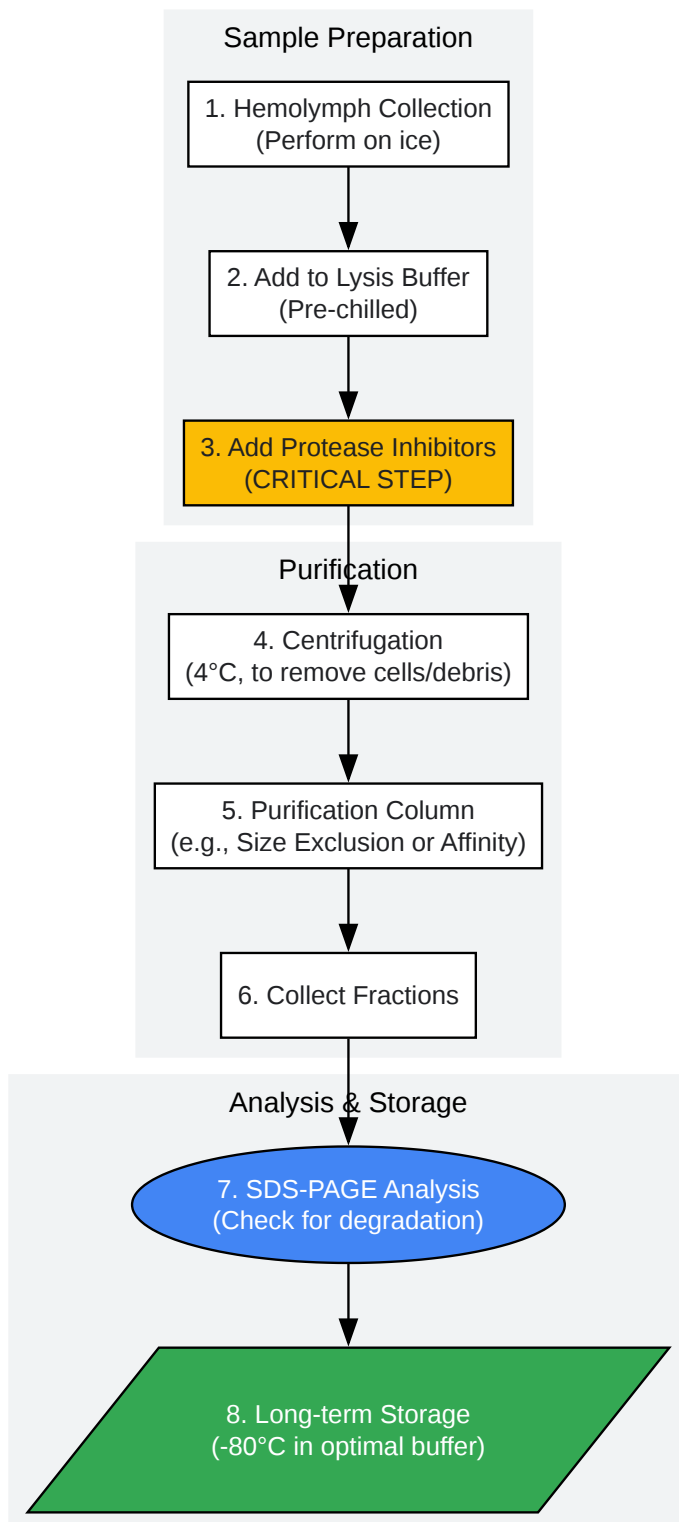 Sample Preparation
1. Hemolymph Collection
(Perform on ice)
2. Add to Lysis Buffer
(Pre-chilled)
3. Add Protease Inhibitors
(CRITICAL STEP)
Purification
4. Centrifugation
(4°C, to remove cells/debris)
5. Purification Column
(e.g., Size Exclusion or Affinity)
6. Collect Fractions
Analysis & Storage
7. SDS-PAGE Analysis
(Check for degradation)
8. Long-term Storage
(-80°C in optimal buffer)